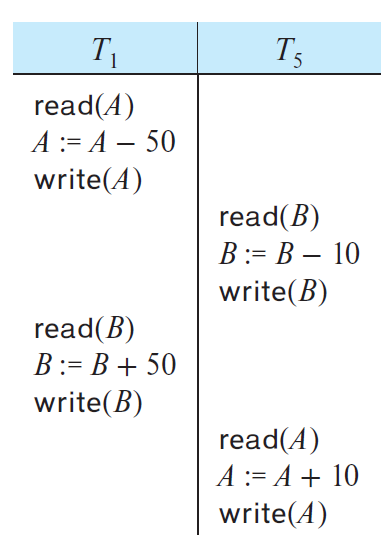 T₁ T₅
read(A)
A := A – 50
write(A)
read(B)
B := B – 10
write(B)
read(B)
B := B + 50
write(B)
read(A)
A := A + 10
write(A)